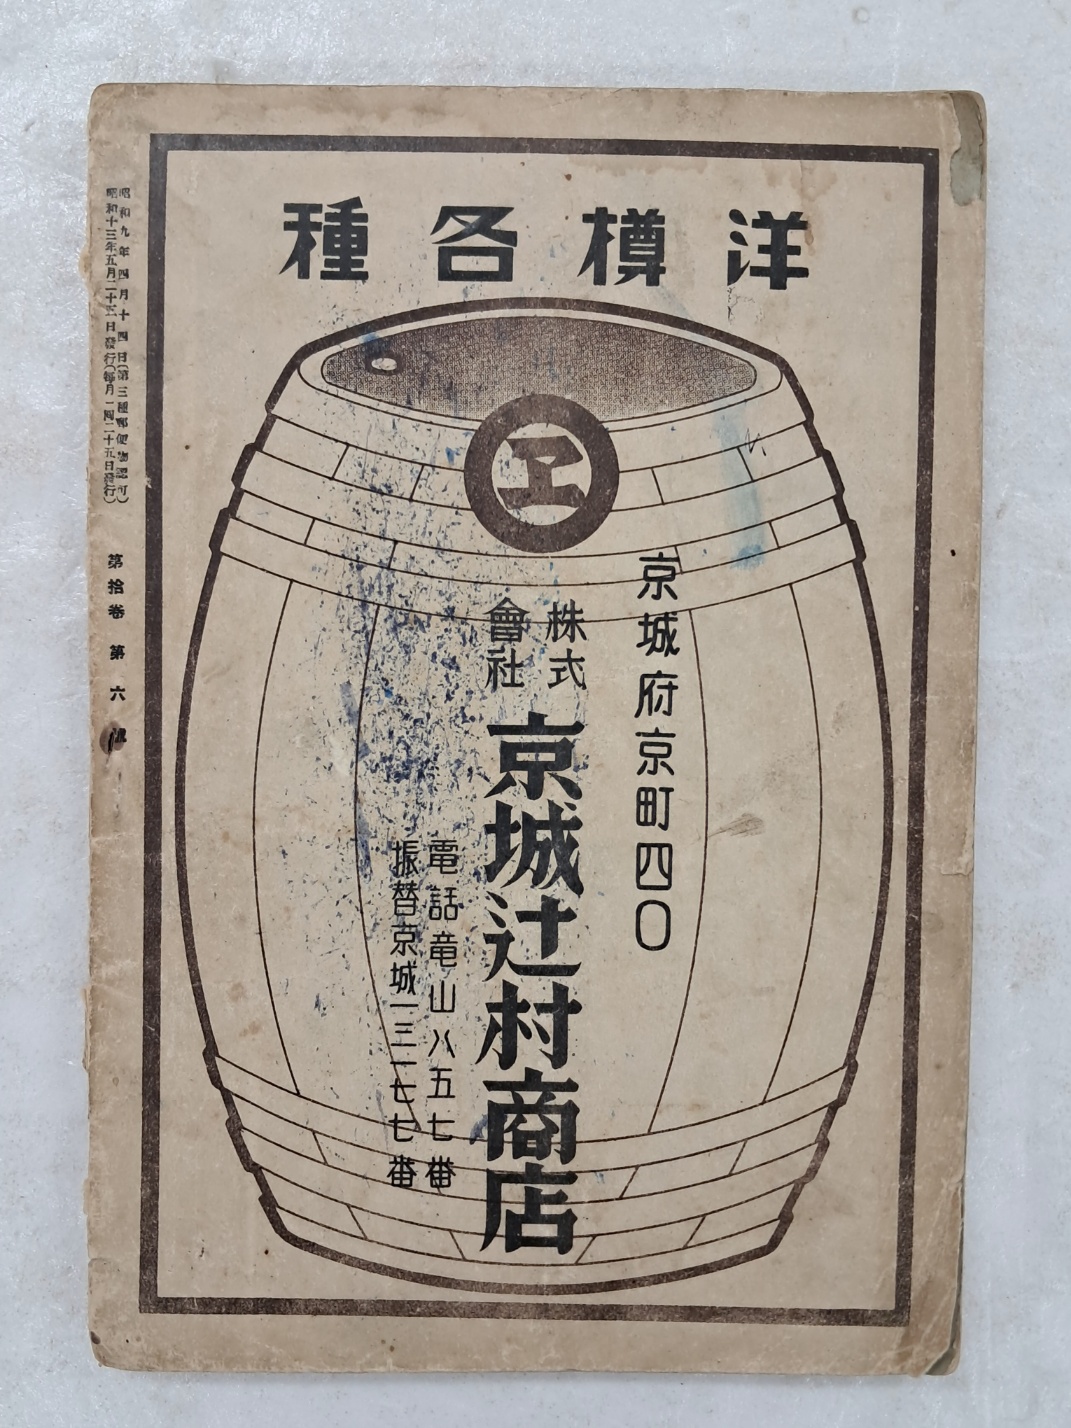 洋樽各種
ヱ
京城府京町四〇
株式
會社
京城辻村商店
電話竜山八五七番
振替京城一三一七七番
昭和九年四月十四日(第三種郵便物認可)
昭和十三年五月二十五日發行(毎月一回二十五日發行)
第拾卷 第六